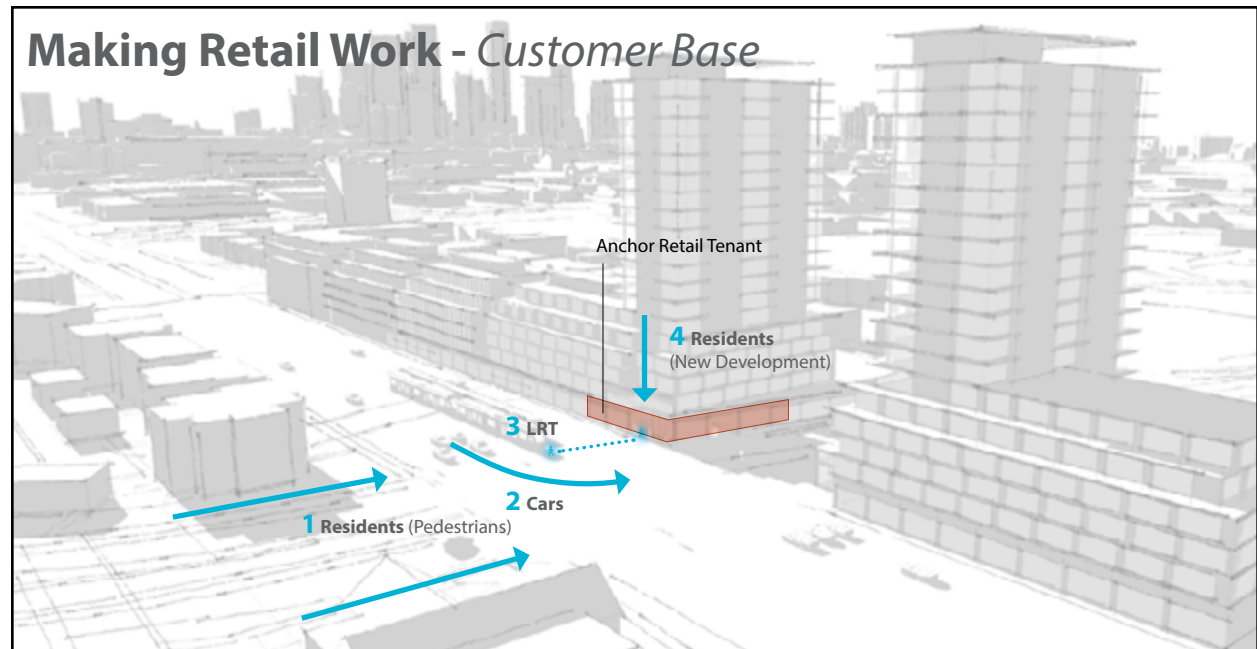 Making Retail Work - Customer Base
Anchor Retail Tenant
4 Residents
(New Development)
3 LRT
2 Cars
1 Residents (Pedestrians)